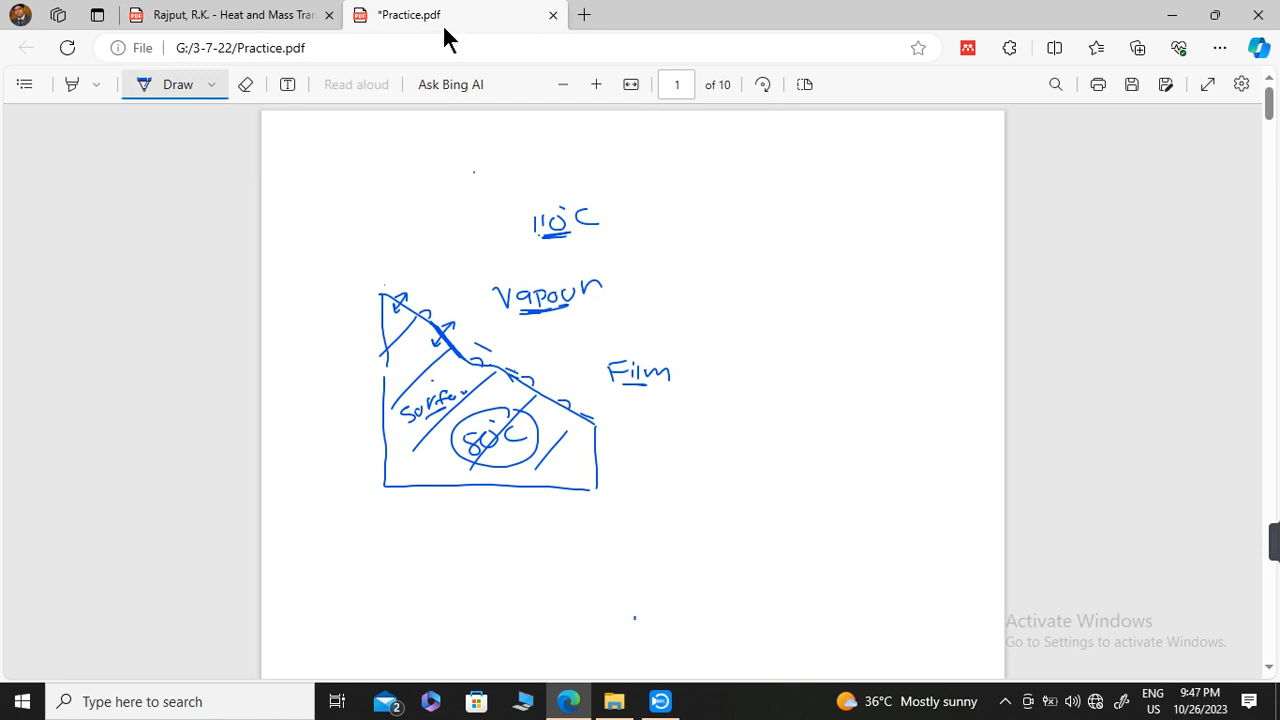 Rajput, R.K. - Heat and Mass Tran
*Practice.pdf
File
G:/3-7-22/Practice.pdf
Draw
Read aloud
Ask Bing AI
1
of 10
110°C
Vapour
Film
80°C
Activate Windows
Go to Settings to activate Windows.
Type here to search
2
36°C Mostly sunny
ENG
US
9:47 PM
10/26/2023